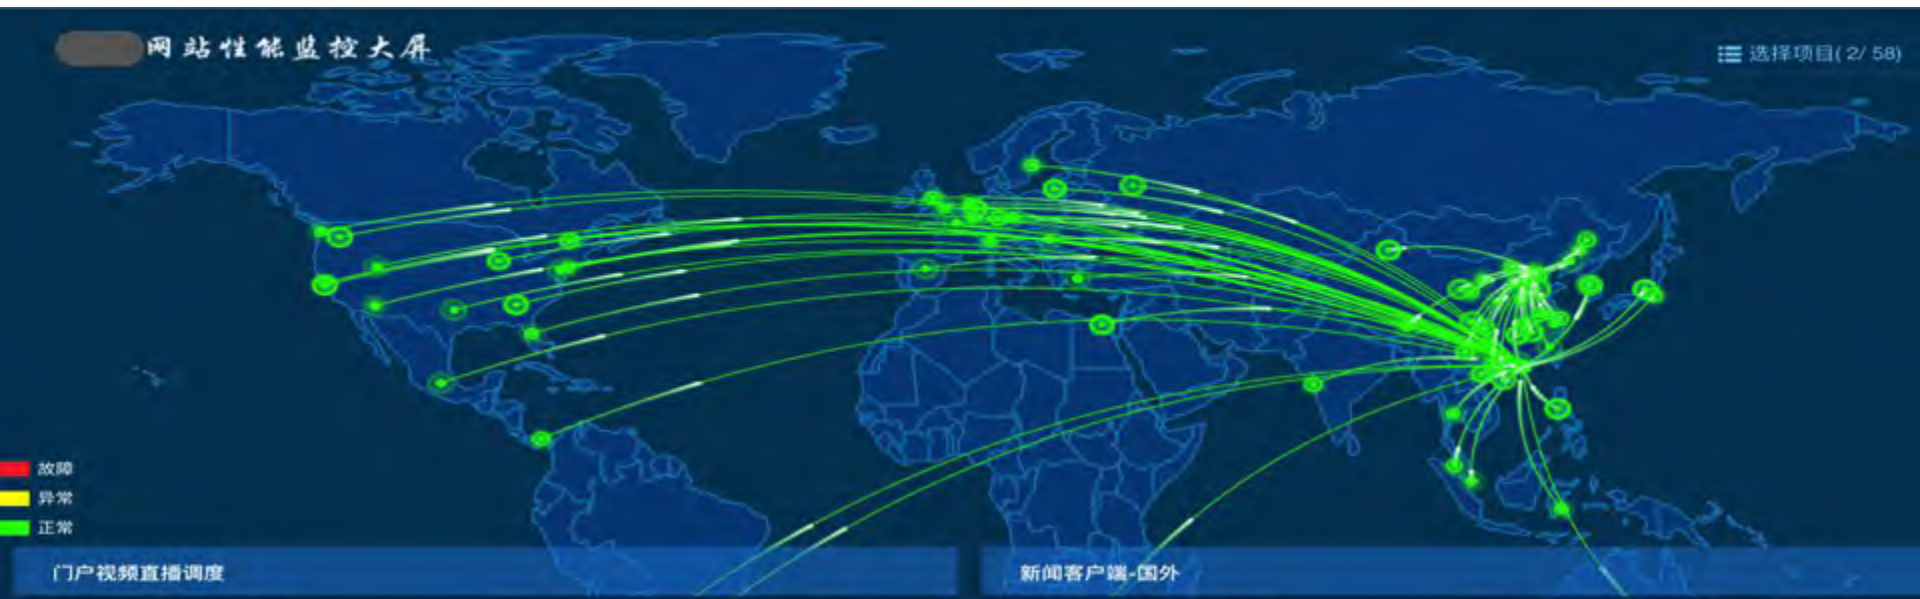 网站性能监控大屏
选择项目( 2/ 58)
故障
异常
正常
门户视频直播调度
新闻客户端-国外